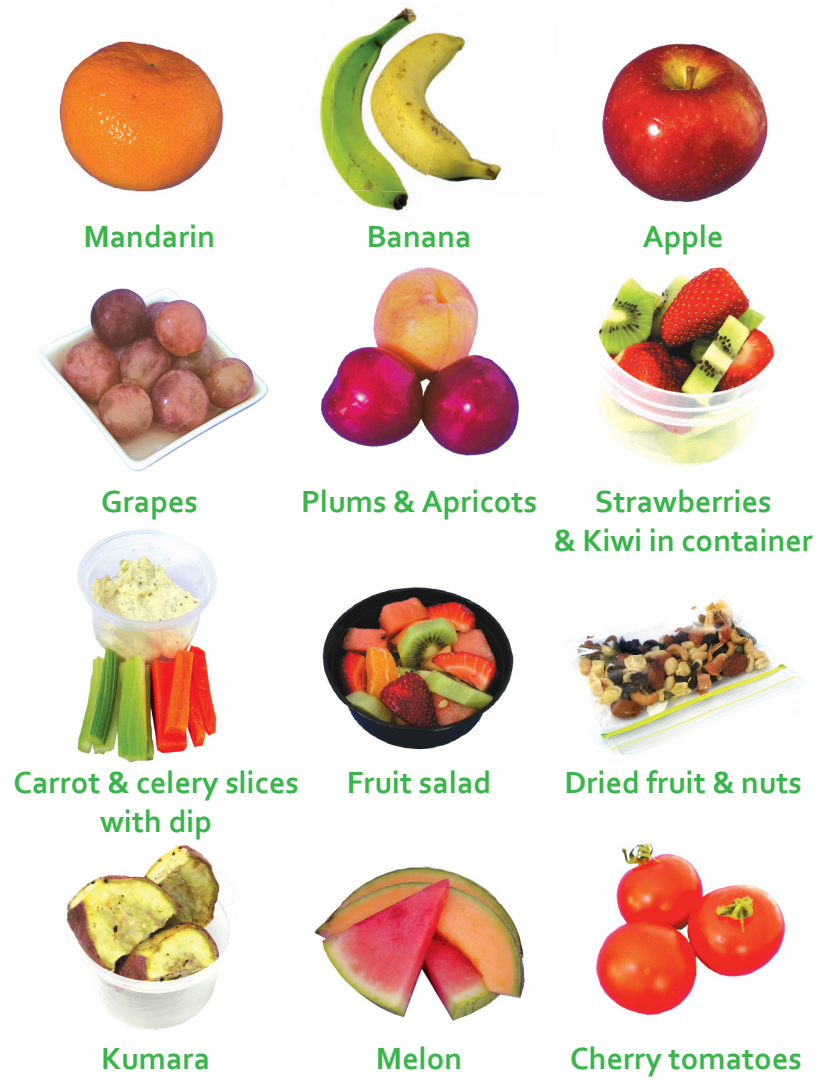 Mandarin
Banana
Apple
Grapes
Plums & Apricots
Strawberries
& Kiwi in container
Carrot & celery slices
with dip
Fruit salad
Dried fruit & nuts
Kumara
Melon
Cherry tomatoes